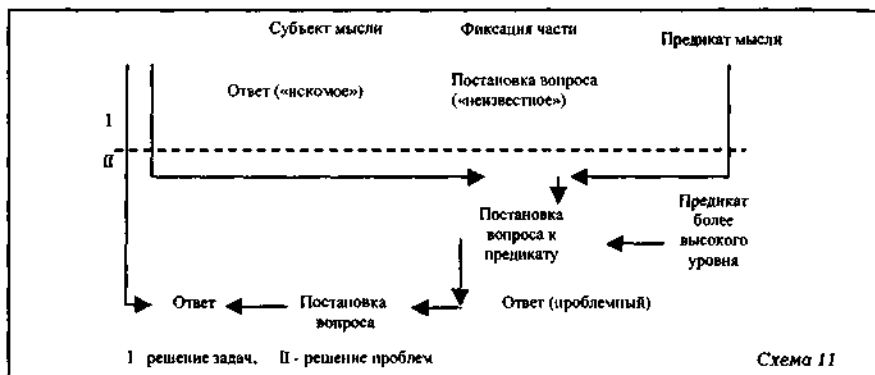 Субъект мысли
Фиксация части
Предикат мысли
Ответ («искомое»)
Постановка вопроса
(«неизвестное»)
I
II
Постановка
вопроса к
предикату
Предикат
более
высокого
уровня
Ответ
Постановка
вопроса
Ответ (проблемный)
I решение задач, II - решение проблем
Схема 11